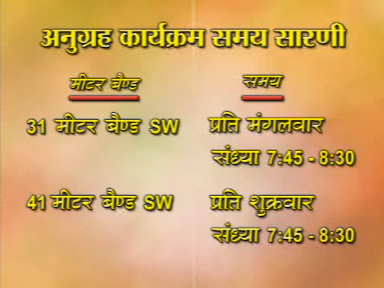 अनुग्रह कार्यक्रम समय सारणी
मीटर बैण्ड समय
31 मीटर बैण्ड SW प्रति मंगलवार
संध्या 7:45 - 8:30
41 मीटर बैण्ड SW प्रति शुक्रवार
संध्या 7:45 - 8:30